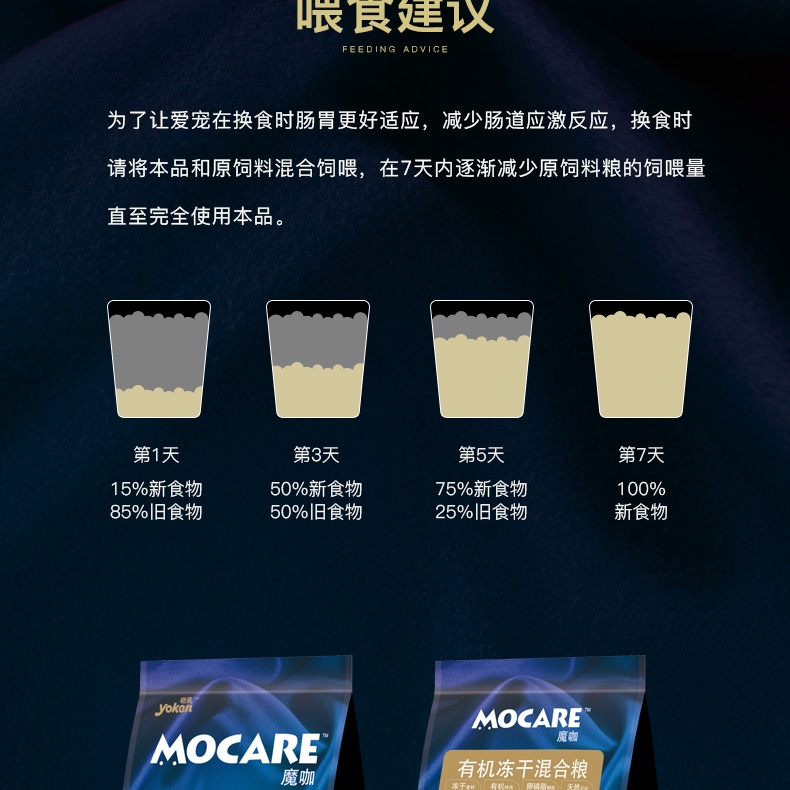 喂食建议
FEEDING ADVICE
为了让爱宠在换食时肠胃更好适应，减少肠道应激反应，换食时
请将本品和原饲料混合饲喂，在7天内逐渐减少原饲料粮的饲喂量
直至完全使用本品。
第1天
15%新食物
85%旧食物
第3天
50%新食物
50%旧食物
第5天
75%新食物
25%旧食物
第7天
100%
新食物
yoken
MOCARE™
魔咖
MOCARE™
魔咖
有机冻干混合粮